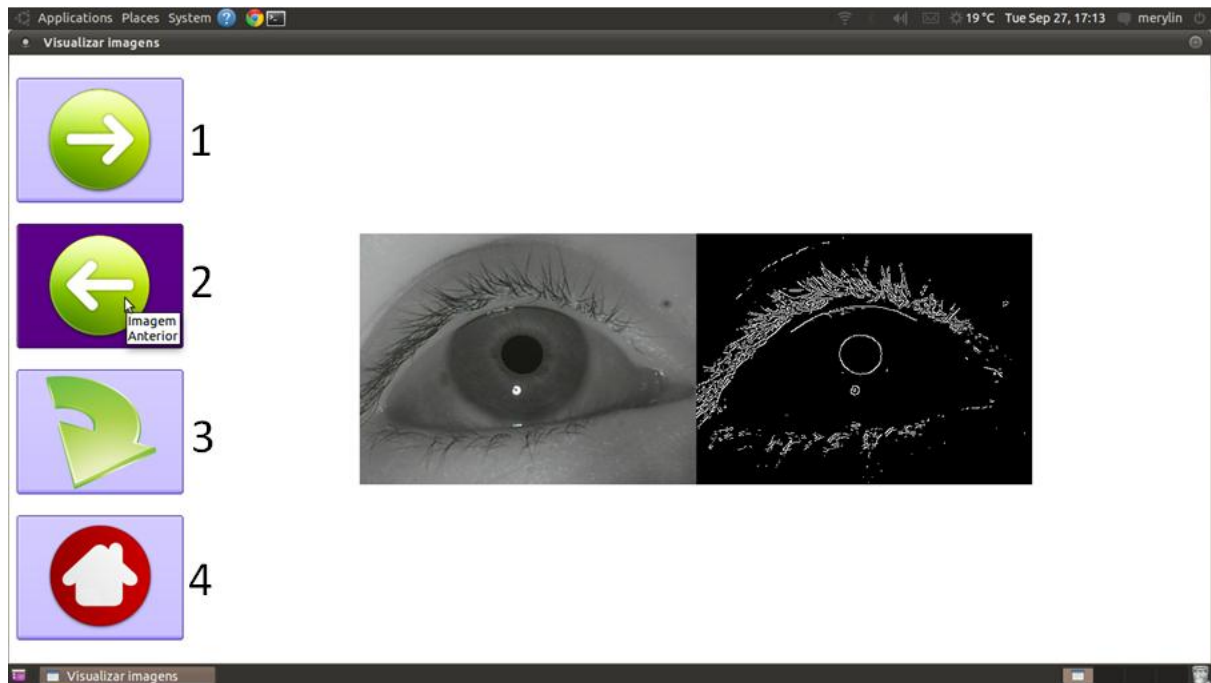 Applications Places System
19 °C Tue Sep 27, 17:13 merylin
Visualizar imagens
1
2
Imagem
Anterior
3
4
Visualizar imagens